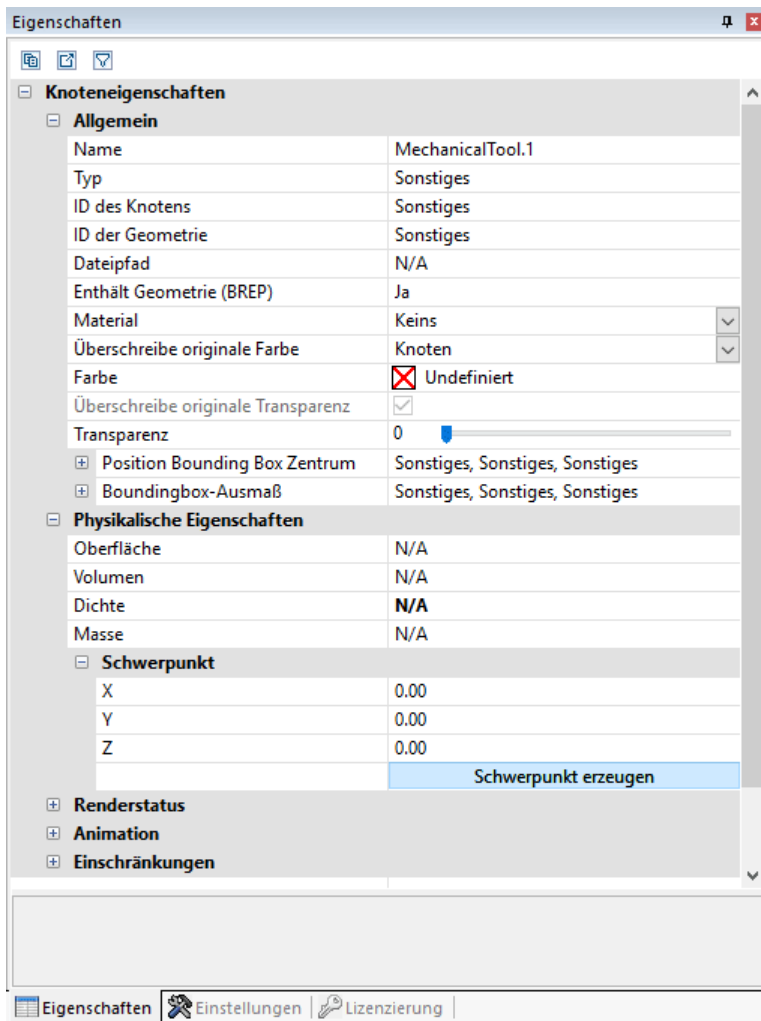 Eigenschaften
Knoteneigenschaften
Allgemein
Name MechanicalTool.1
Typ Sonstiges
ID des Knotens Sonstiges
ID der Geometrie Sonstiges
Dateipfad N/A
Enthält Geometrie (BREP) Ja
Material Keins
Überschreibe originale Farbe Knoten
Farbe Undefiniert
Überschreibe originale Transparenz
Transparenz 0
Position Bounding Box Zentrum Sonstiges, Sonstiges, Sonstiges
Boundingbox-Ausmaß Sonstiges, Sonstiges, Sonstiges
Physikalische Eigenschaften
Oberfläche N/A
Volumen N/A
Dichte N/A
Masse N/A
Schwerpunkt
X 0.00
Y 0.00
Z 0.00
Schwerpunkt erzeugen
Renderstatus
Animation
Einschränkungen
Eigenschaften Einstellungen Lizenzierung